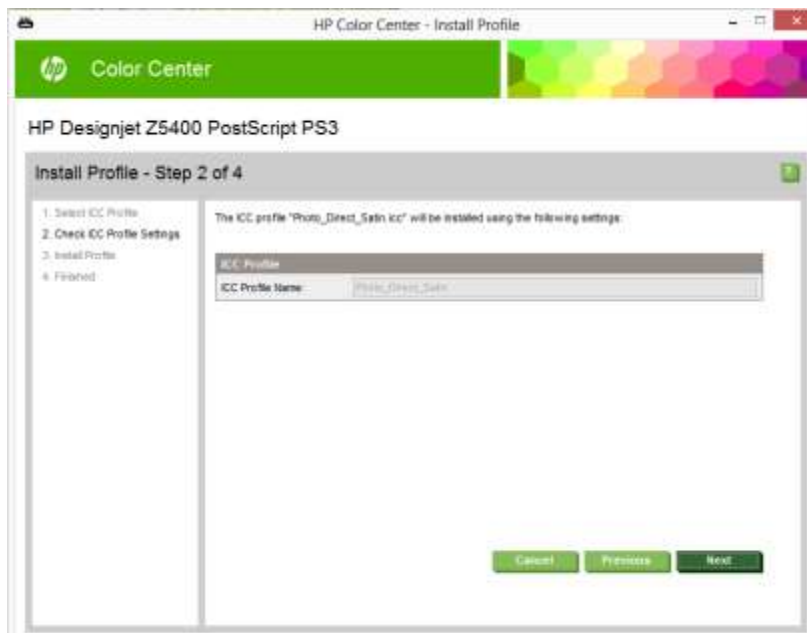 HP Color Center - Install Profile
hp Color Center
HP Designjet Z5400 PostScript PS3
Install Profile - Step 2 of 4
?
1. Select ICC Profile
2. Check ICC Profile Settings
3. Install Profile
4. Finished
The ICC profile "Photo_Direct_Satin.icc" will be installed using the following settings:
ICC Profile
ICC Profile Name: Photo_Direct_Satin
Cancel Previous Next